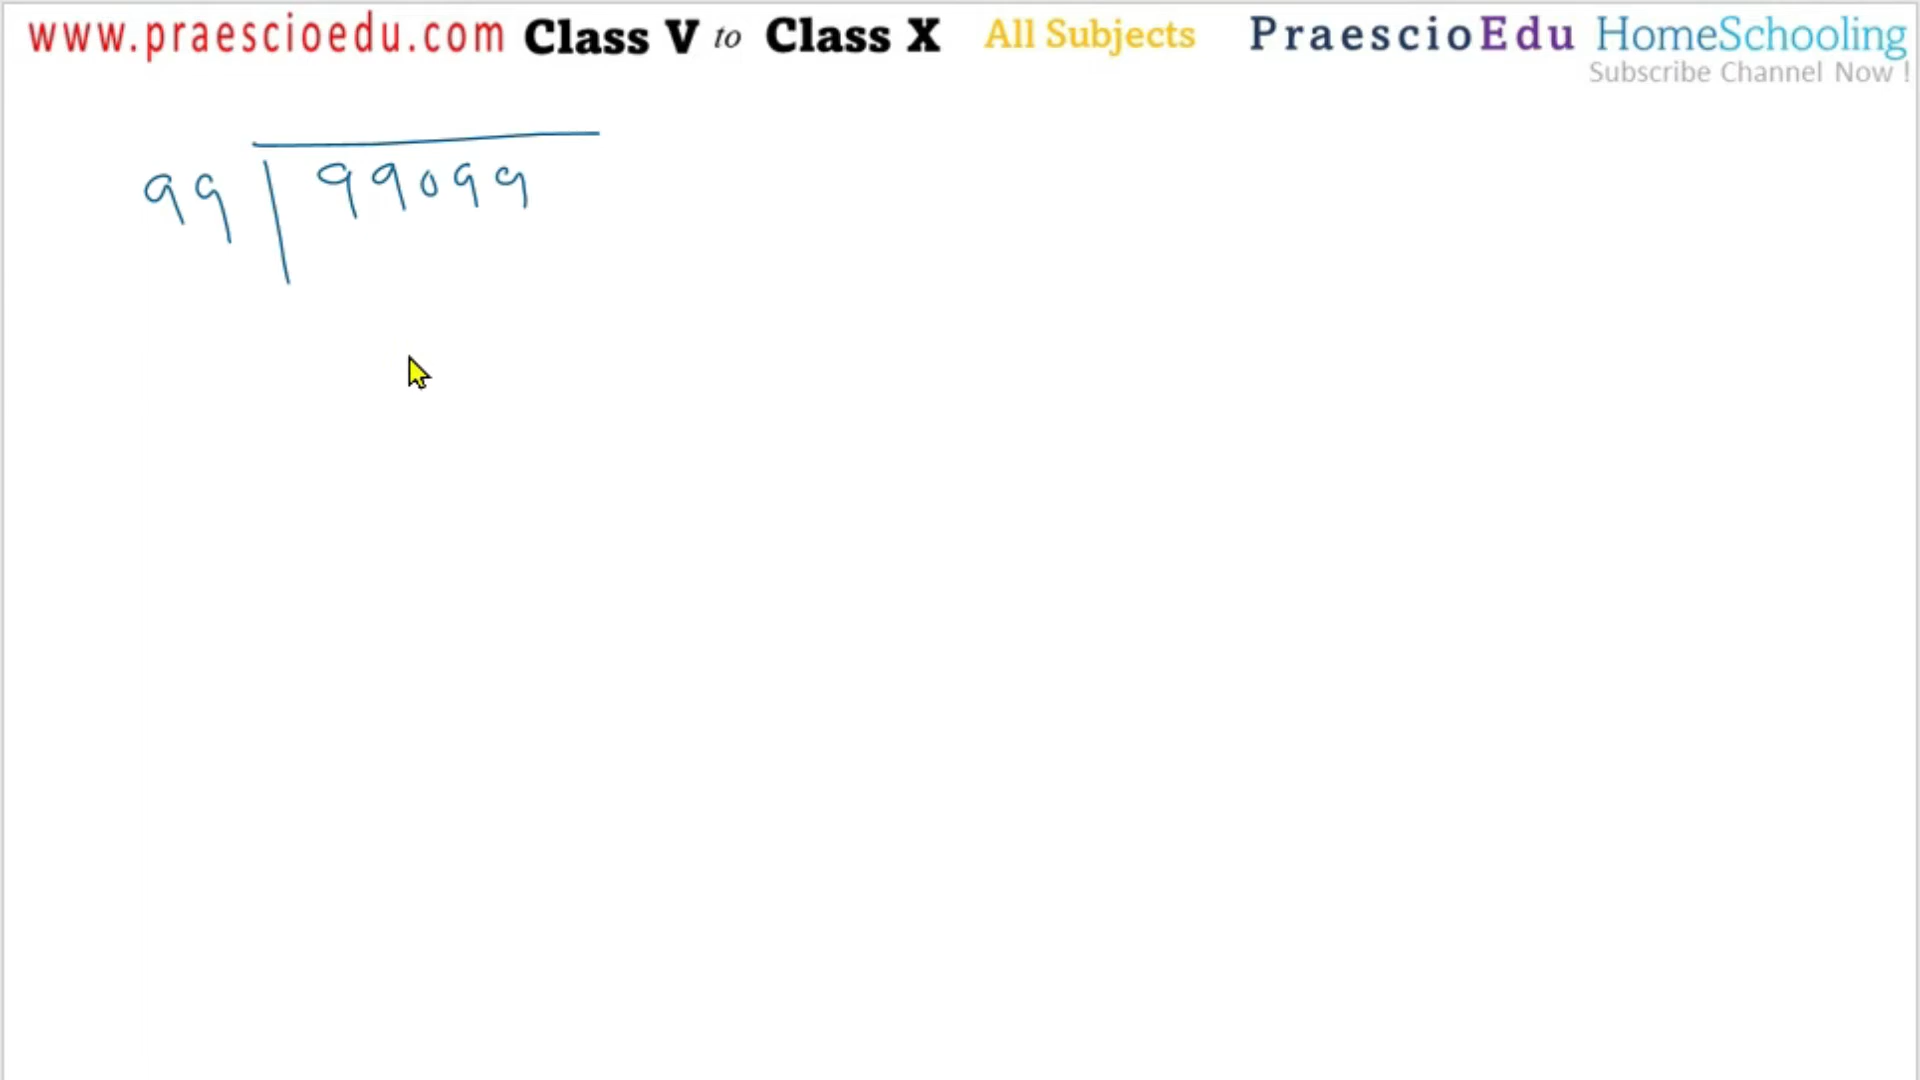 www.praescioedu.com Class V to Class X All Subjects PraescioEdu HomeSchooling
Subscribe Channel Now !
99 99099